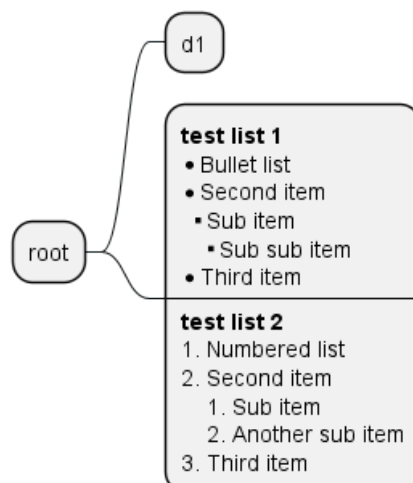 d1
root
test list 1
• Bullet list
• Second item
▪ Sub item
▪ Sub sub item
• Third item
test list 2
1. Numbered list
2. Second item
1. Sub item
2. Another sub item
3. Third item